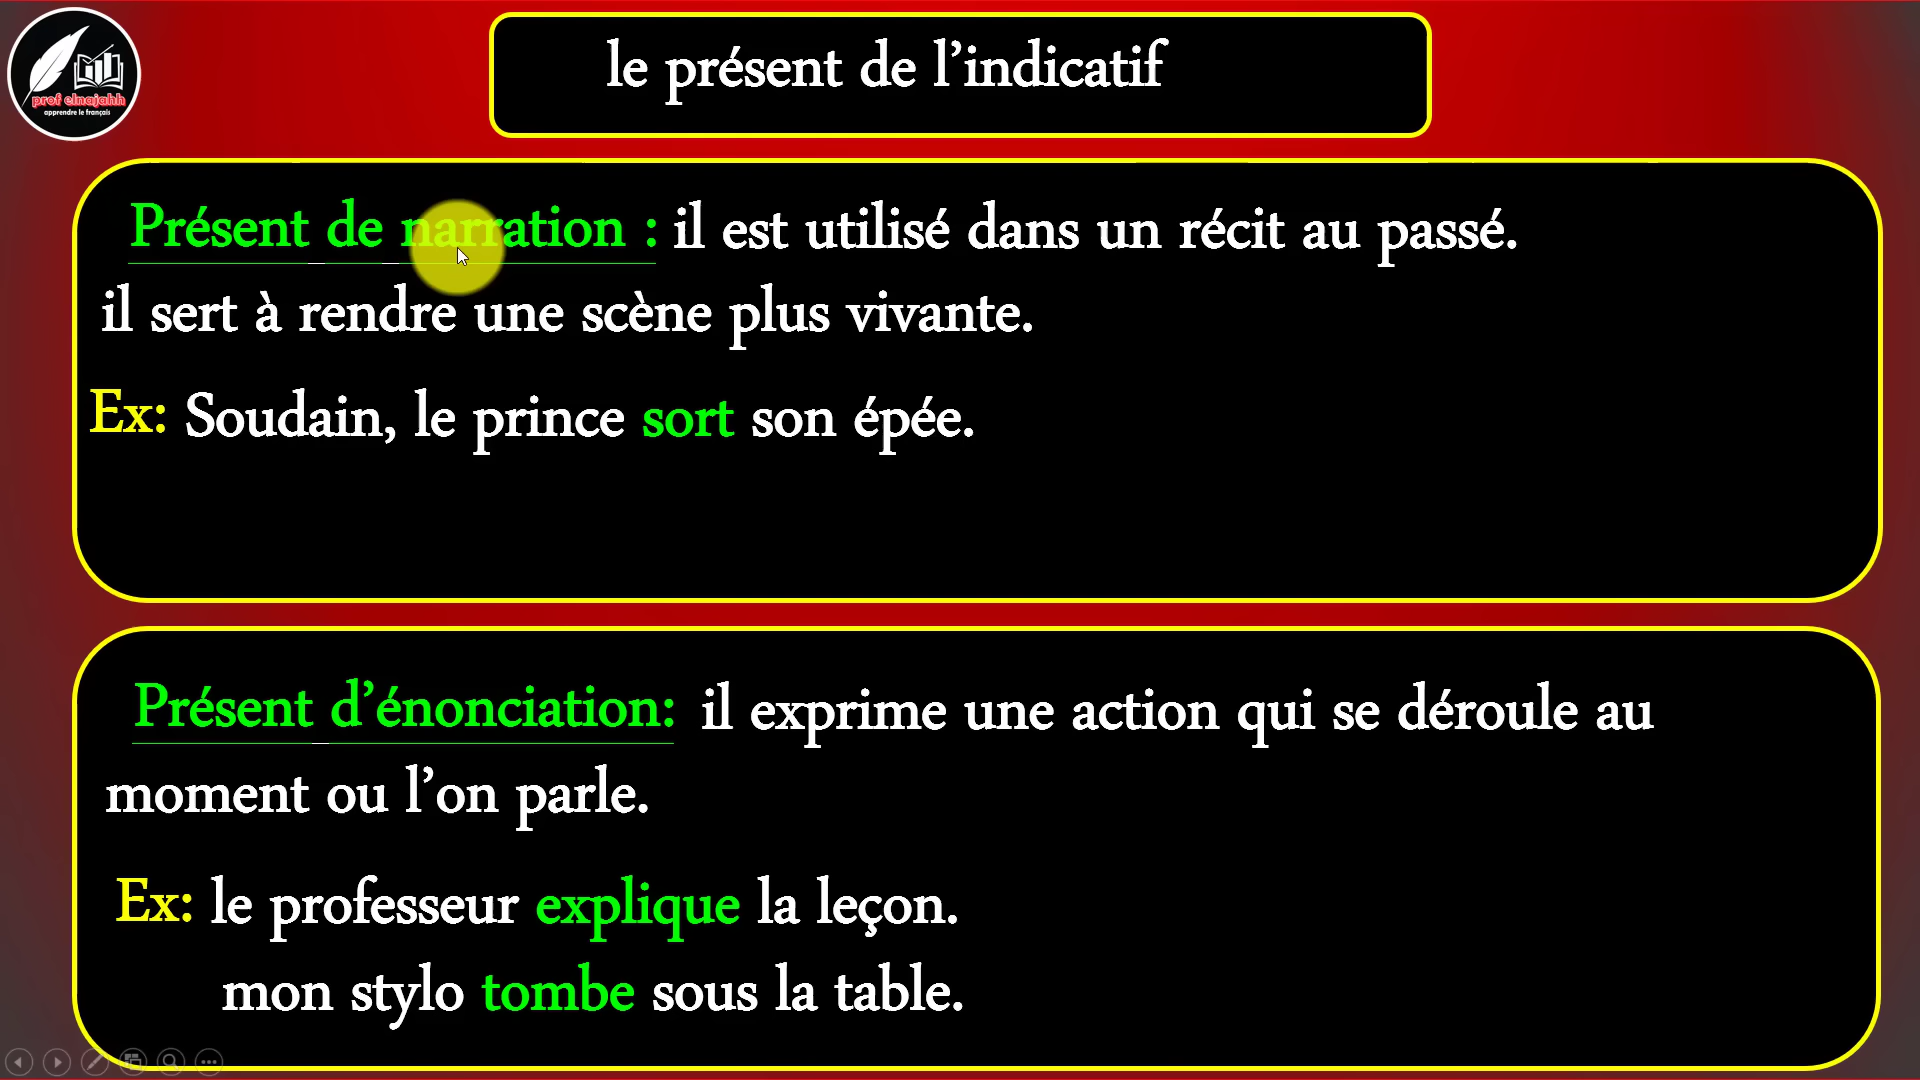 prof elnajahh
apprendre le français
le présent de l’indicatif
Présent de narration : il est utilisé dans un récit au passé.
il sert à rendre une scène plus vivante.
Ex: Soudain, le prince sort son épée.
Présent d’énonciation: il exprime une action qui se déroule au
moment ou l’on parle.
Ex: le professeur explique la leçon.
mon stylo tombe sous la table.